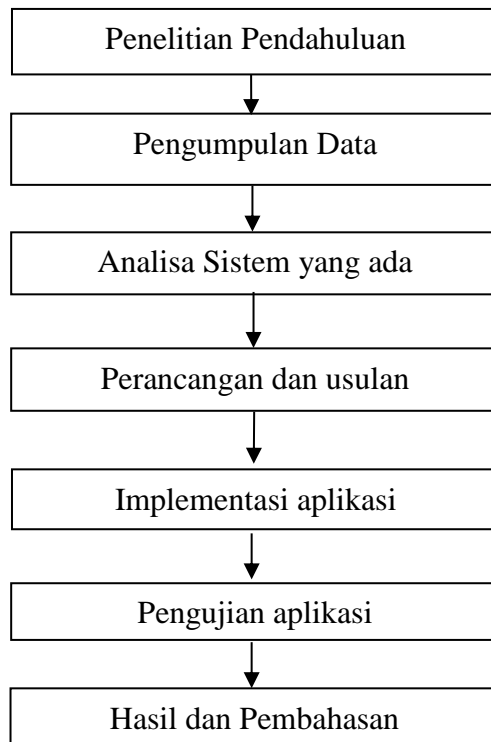 Penelitian Pendahuluan
Pengumpulan Data
Analisa Sistem yang ada
Perancangan dan usulan
Implementasi aplikasi
Pengujian aplikasi
Hasil dan Pembahasan